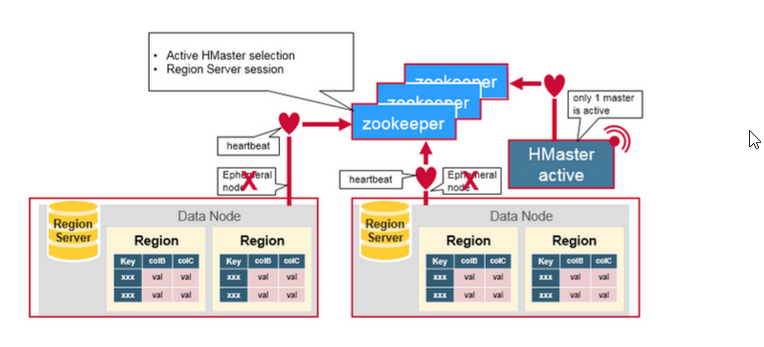 • Active HMaster selection
• Region Server session
zookeeper
zookeeper
zookeeper
only 1 master
is active
heartbeat
HMaster
active
Ephemeral
node
heartbeat
Ephemeral
node
Region
Server
Data Node
Region
Key colB colC
xxx val val
xxx val val
Region
Key colB colC
xxx val val
xxx val val
Region
Server
Data Node
Region
Key colB colC
xxx val val
xxx val val
Region
Key colB colC
xxx val val
xxx val val